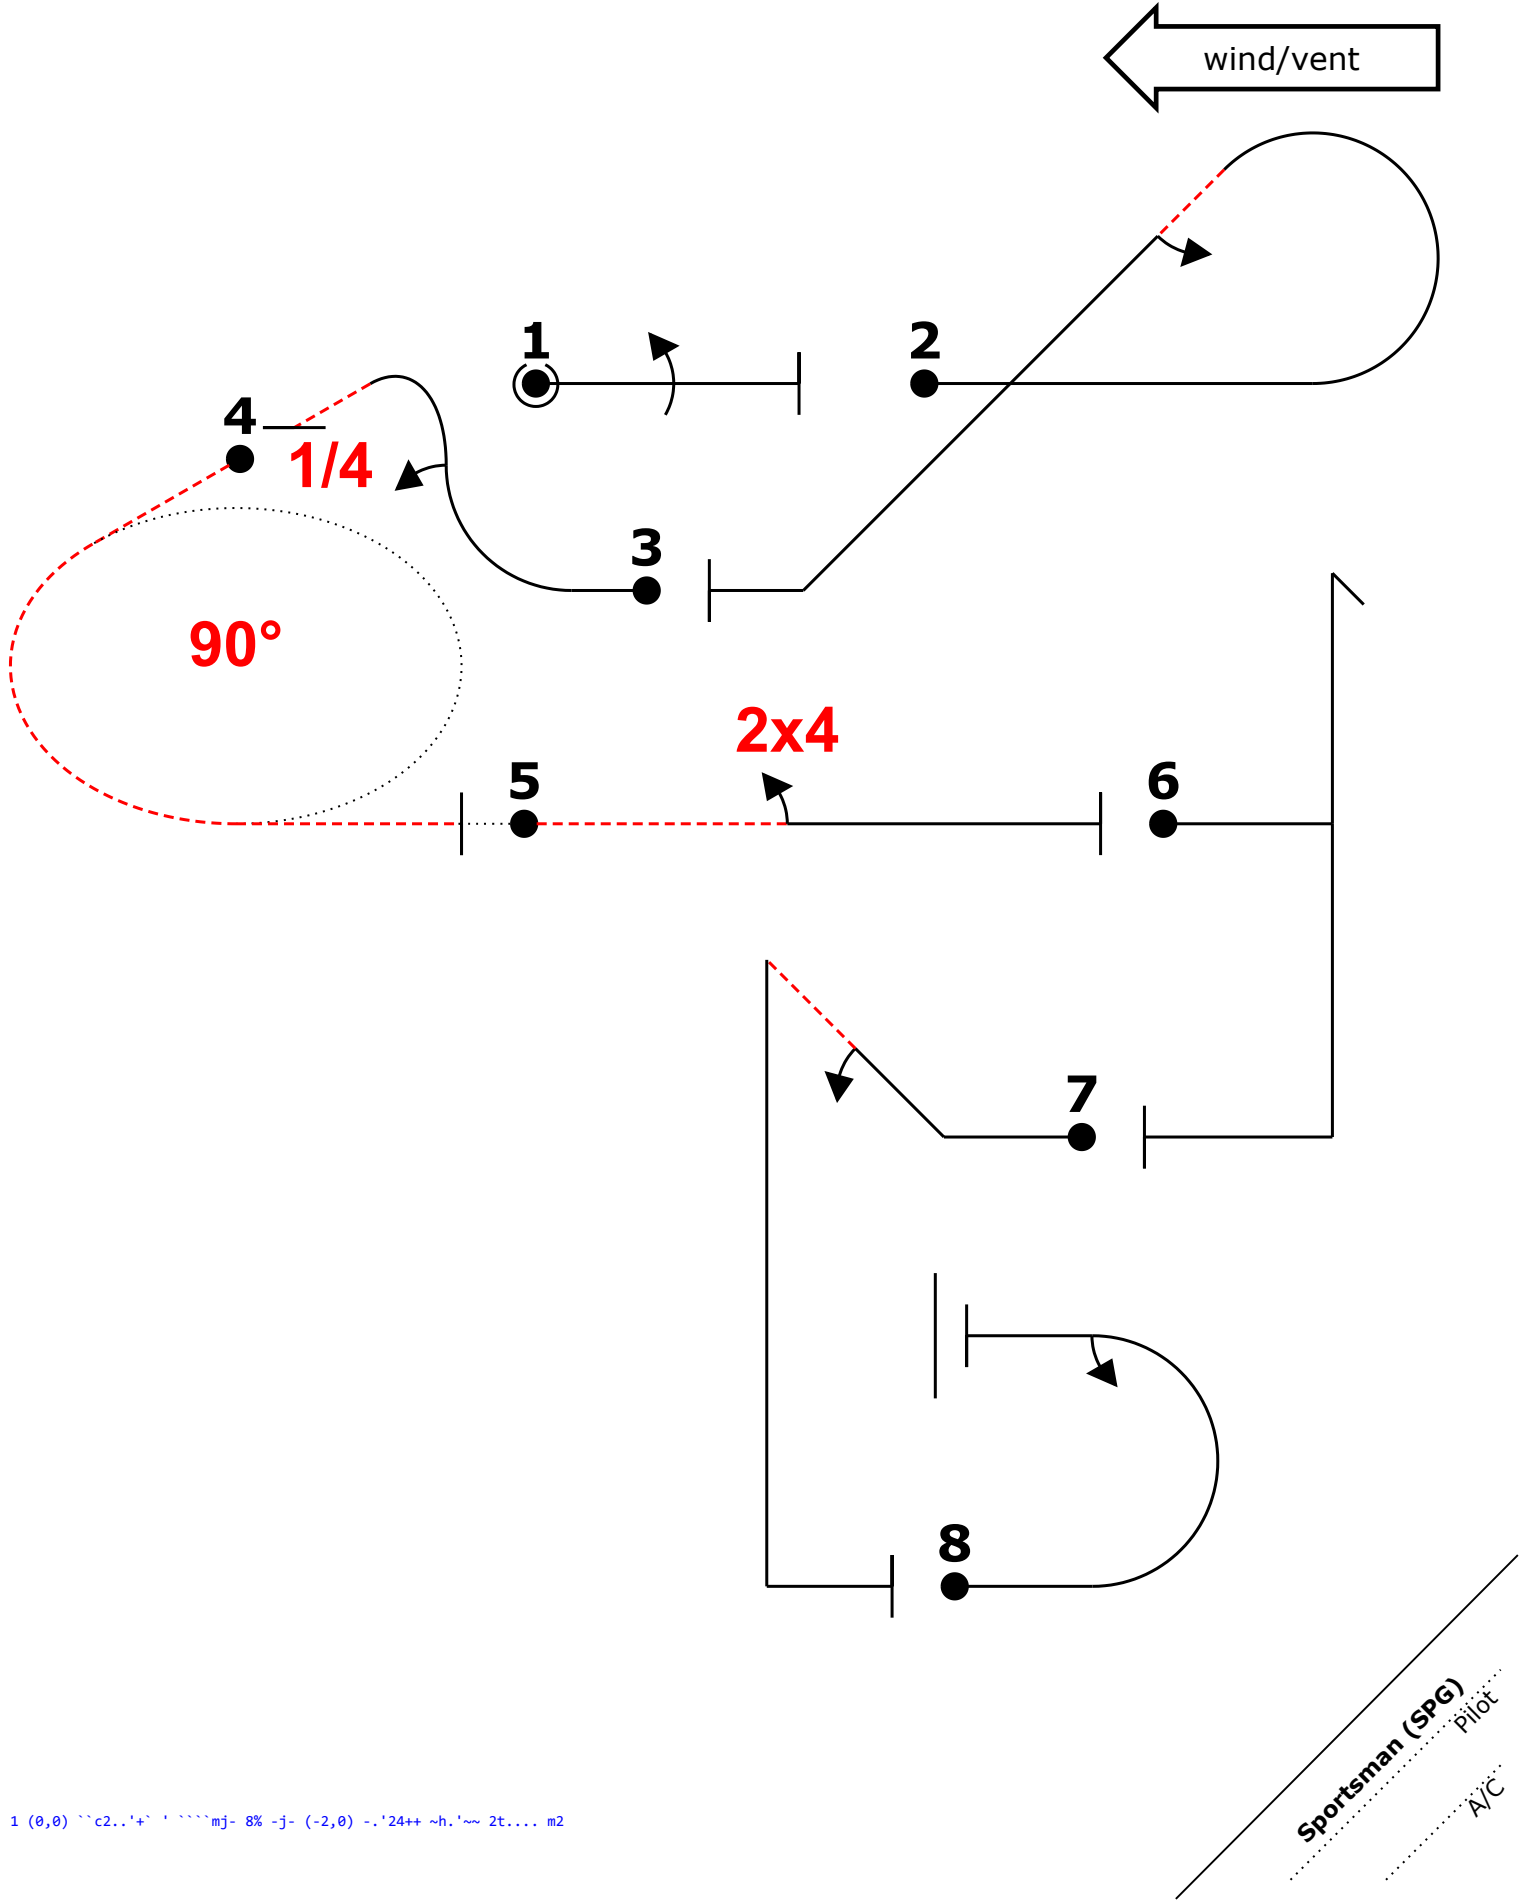 wind/vent
1
2
4
1/4
3
90°
2x4
5
6
7
8
Sportsman (SPG)
Pilot
A/C
1 (0,0) ``c2..'+` ' ````mj- 8% -j- (-2,0) -.'24++ ~h.'~~ 2t.... m2